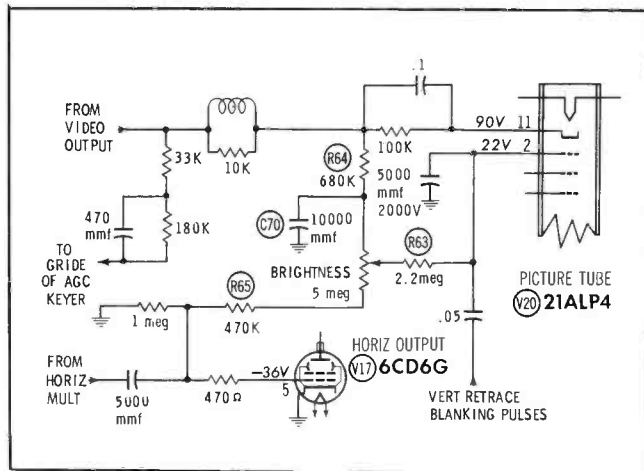 .1
FROM
VIDEO
OUTPUT
90V 11
22V 2
33K
10K
R64
680K
100K
5000
mmf
2000V
470
mmf
180K
C70
10000
mmf
R63
2.2meg
TO
GRIDE
OF AGC
KEYER
BRIGHTNESS
5 meg
R65
470K
1 meg
PICTURE TUBE
V20 21ALP4
.05
HORIZ OUTPUT
V17 6CD6G
FROM
HORIZ
MULT
5000
mmf
470Ω
-36V
5
VERT RETRACE
BLANKING PULSES